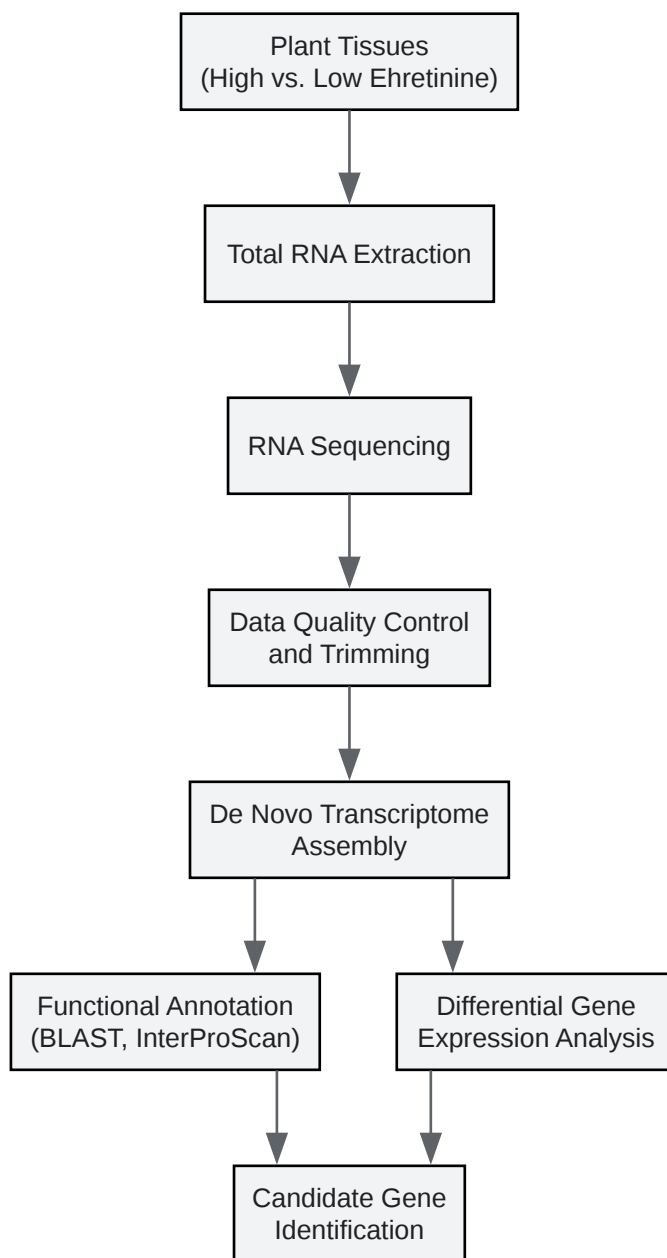 Plant Tissues
(High vs. Low Ehretinine)
Total RNA Extraction
RNA Sequencing
Data Quality Control
and Trimming
De Novo Transcriptome
Assembly
Functional Annotation
(BLAST, InterProScan)
Differential Gene
Expression Analysis
Candidate Gene
Identification